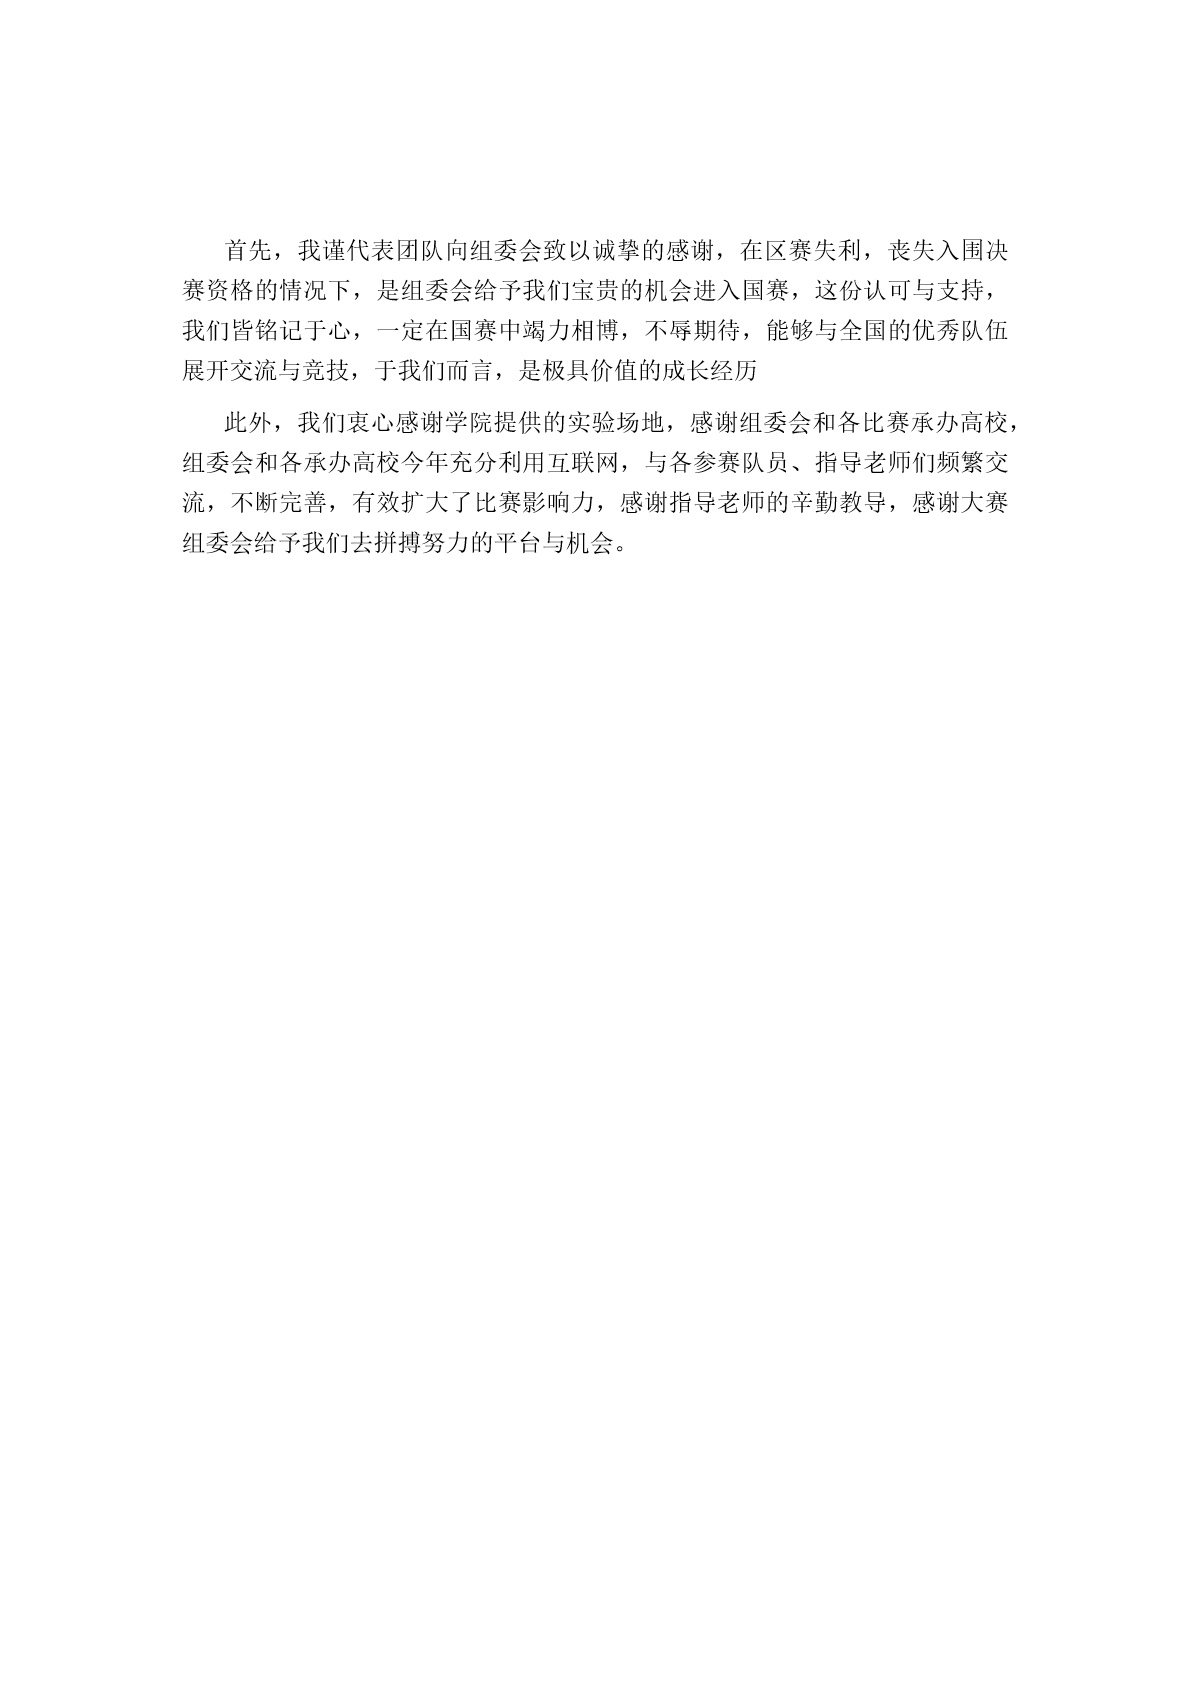 首先，我谨代表团队向组委会致以诚挚的感谢，在区赛失利，丧失入围决
赛资格的情况下，是组委会给予我们宝贵的机会进入国赛，这份认可与支持，
我们皆铭记于心，一定在国赛中竭力相博，不辱期待，能够与全国的优秀队伍
展开交流与竞技，于我们而言，是极具价值的成长经历
此外，我们衷心感谢学院提供的实验场地，感谢组委会和各比赛承办高校，
组委会和各承办高校今年充分利用互联网，与各参赛队员、指导老师们频繁交
流，不断完善，有效扩大了比赛影响力，感谢指导老师的辛勤教导，感谢大赛
组委会给予我们去拼搏努力的平台与机会。